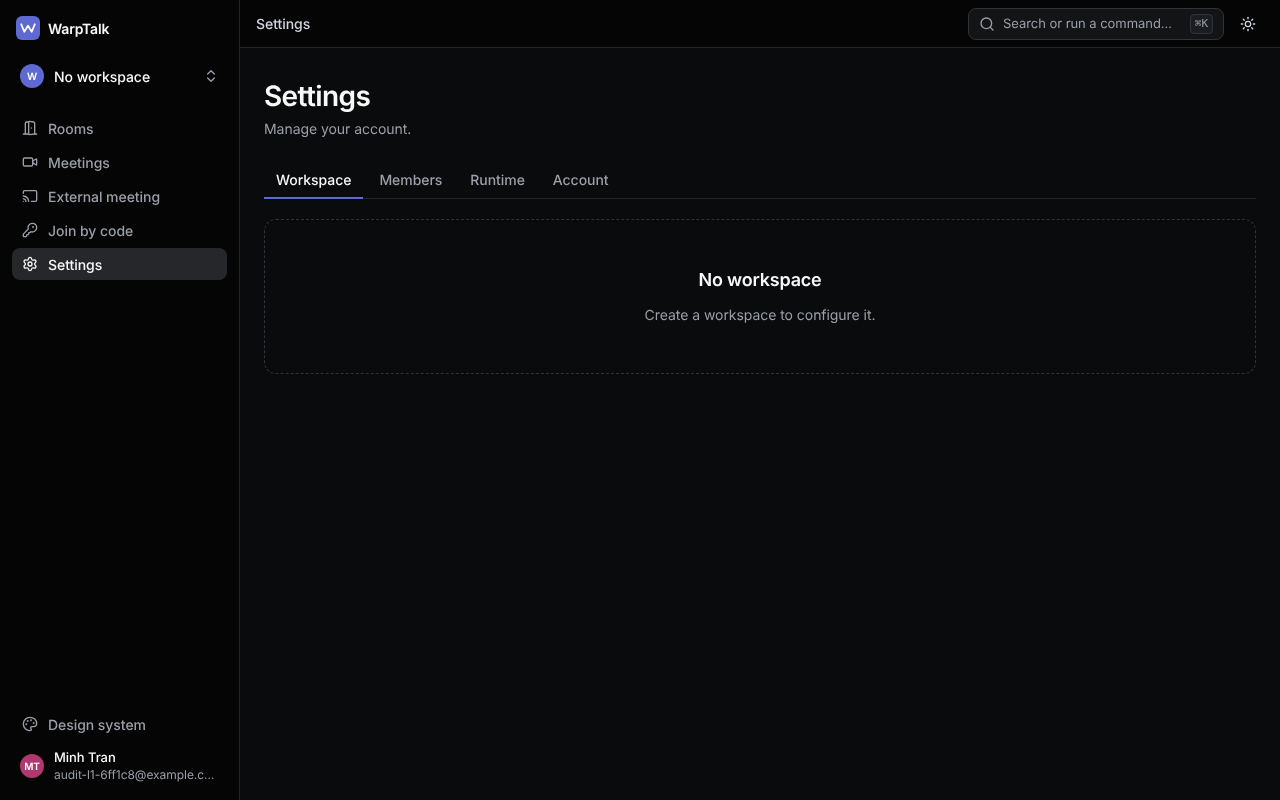 WarpTalk
W
No workspace
Rooms
Meetings
External meeting
Join by code
Settings
Design system
MT
Minh Tran
audit-l1-6ff1c8@example.c...
Settings
Search or run a command...
⌘K
Settings
Manage your account.
Workspace
Members
Runtime
Account
No workspace
Create a workspace to configure it.